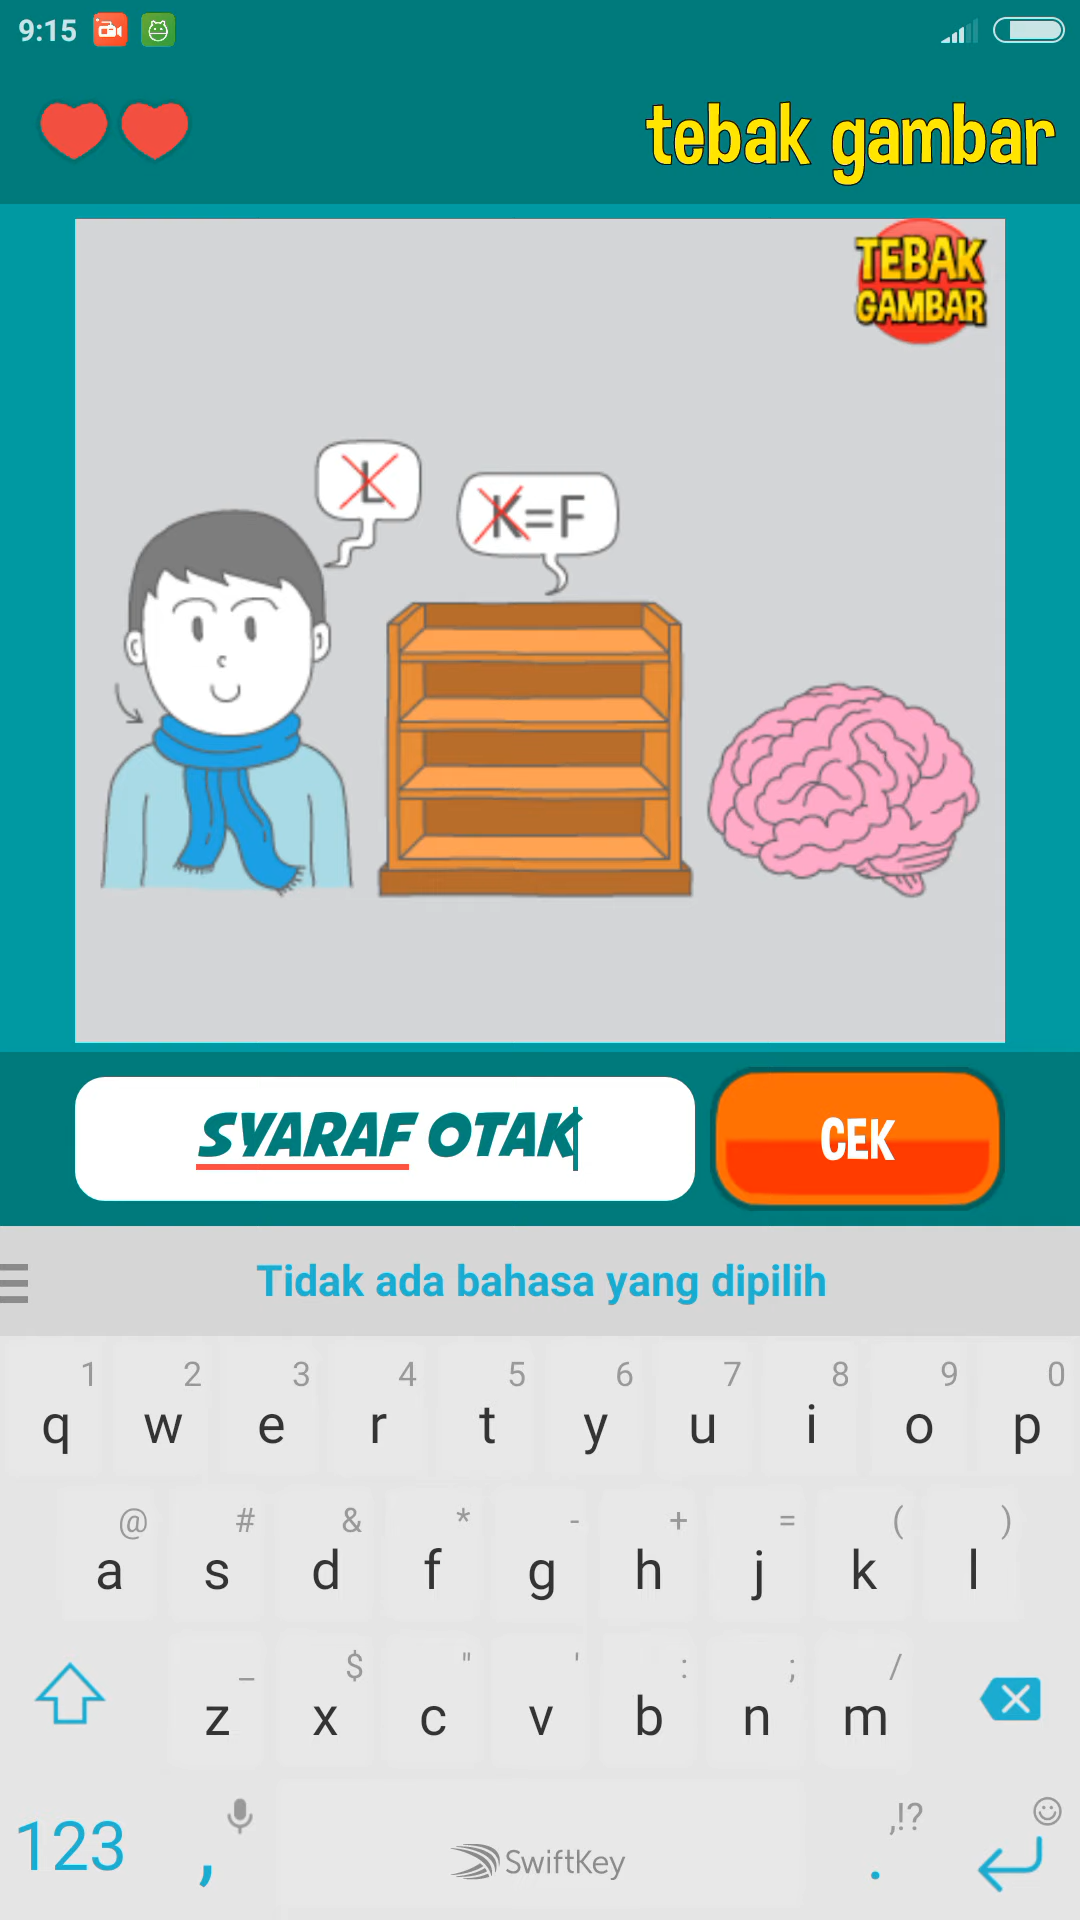 9:15
tebak gambar
TEBAK
GAMBAR
L
K=F
SYARAF OTAK
CEK
Tidak ada bahasa yang dipilih
1 2 3 4 5 6 7 8 9 0
q w e r t y u i o p
@ # & * - + = ( )
a s d f g h j k l
_ $ " ' : ; /
z x c v b n m
,!?
123 , SwiftKey .